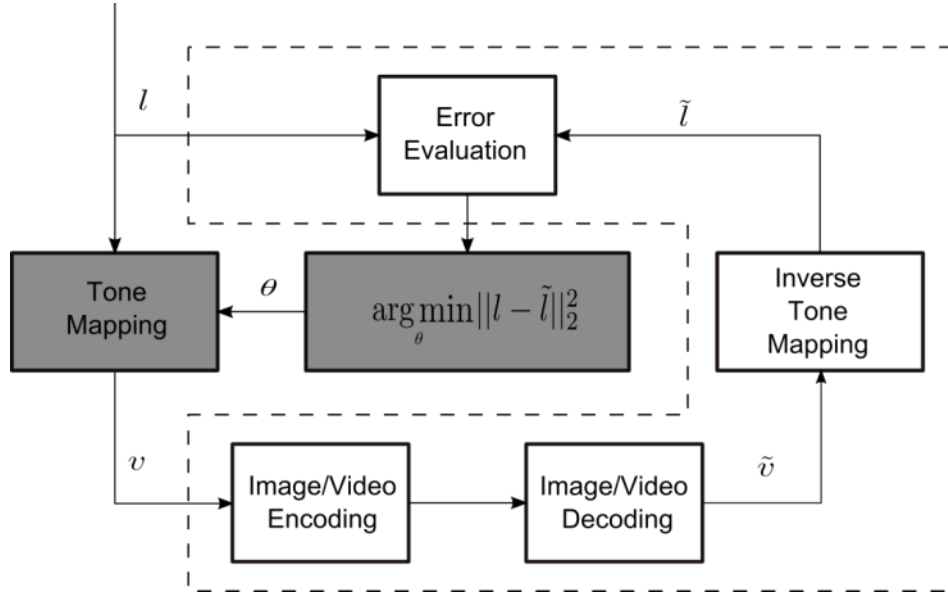 l
Error
Evaluation
l̃
Tone
Mapping
θ
arg min ||l − l̃||₂²
θ
Inverse
Tone
Mapping
v
Image/Video
Encoding
Image/Video
Decoding
ṽ